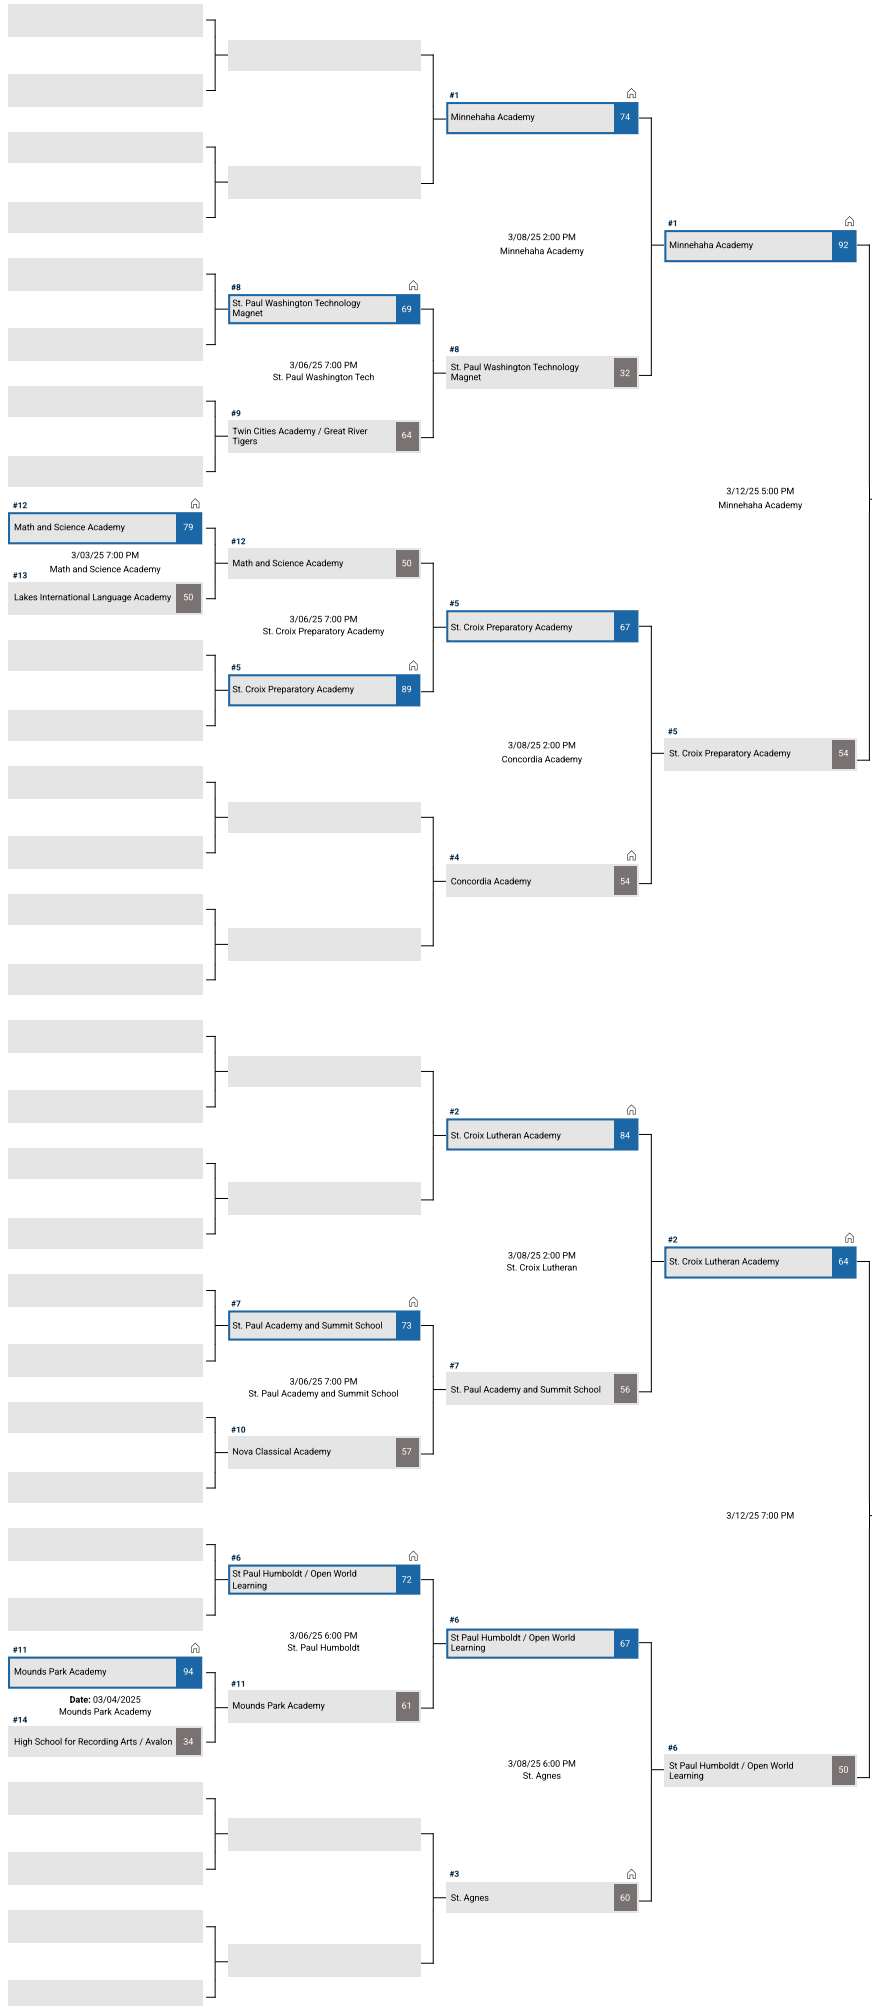 #1
Minnehaha Academy 74
#1
Minnehaha Academy 92
3/08/25 2:00 PM
Minnehaha Academy
#8
St. Paul Washington Technology
Magnet 69
3/06/25 7:00 PM
St. Paul Washington Tech
#8
St. Paul Washington Technology
Magnet 32
#9
Twin Cities Academy / Great River
Tigers 64
3/12/25 5:00 PM
Minnehaha Academy
#12
Math and Science Academy 79
3/03/25 7:00 PM
Math and Science Academy
#13
Lakes International Language Academy 50
#12
Math and Science Academy 50
3/06/25 7:00 PM
St. Croix Preparatory Academy
#5
St. Croix Preparatory Academy 67
#5
St. Croix Preparatory Academy 89
3/08/25 2:00 PM
Concordia Academy
#5
St. Croix Preparatory Academy 54
#4
Concordia Academy 54
#2
St. Croix Lutheran Academy 84
3/08/25 2:00 PM
St. Croix Lutheran
#2
St. Croix Lutheran Academy 64
#7
St. Paul Academy and Summit School 73
3/06/25 7:00 PM
St. Paul Academy and Summit School
#7
St. Paul Academy and Summit School 56
#10
Nova Classical Academy 57
3/12/25 7:00 PM
#6
St Paul Humboldt / Open World
Learning 72
3/06/25 6:00 PM
St. Paul Humboldt
#6
St Paul Humboldt / Open World
Learning 67
#11
Mounds Park Academy 94
Date: 03/04/2025
Mounds Park Academy
#14
High School for Recording Arts / Avalon 34
#11
Mounds Park Academy 61
3/08/25 6:00 PM
St. Agnes
#6
St Paul Humboldt / Open World
Learning 50
#3
St. Agnes 60